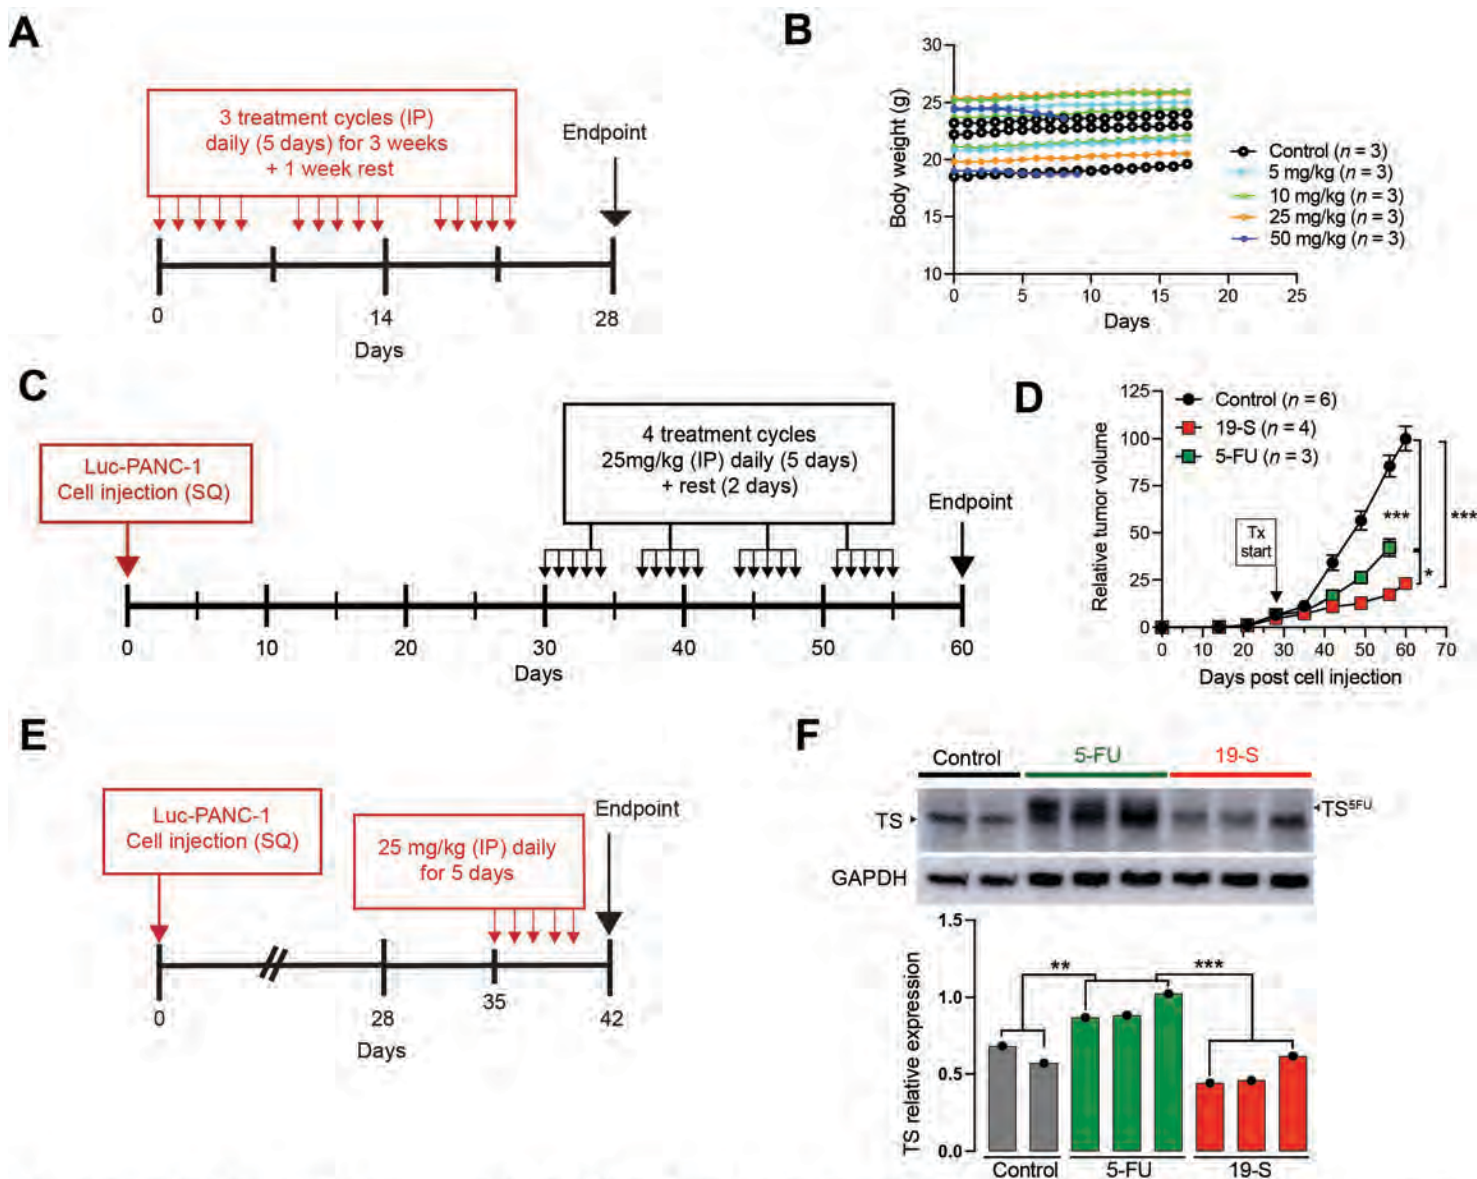 A
3 treatment cycles (IP)
daily (5 days) for 3 weeks
+ 1 week rest
Endpoint
0
14
28
Days
B
30
25
20
15
10
Body weight (g)
0
5
10
15
20
25
Days
Control (n = 3)
5 mg/kg (n = 3)
10 mg/kg (n = 3)
25 mg/kg (n = 3)
50 mg/kg (n = 3)
C
Luc-PANC-1
Cell injection (SQ)
4 treatment cycles
25mg/kg (IP) daily (5 days)
+ rest (2 days)
Endpoint
0
10
20
30
40
50
60
Days
D
125
100
75
50
25
0
Relative tumor volume
Control (n = 6)
19-S (n = 4)
5-FU (n = 3)
Tx
start
***
*
***
0
10
20
30
40
50
60
70
Days post cell injection
E
Luc-PANC-1
Cell injection (SQ)
25 mg/kg (IP) daily
for 5 days
Endpoint
0
28
35
42
Days
F
Control
5-FU
19-S
TS
TS5FU
GAPDH
1.5
1.0
0.5
0.0
TS relative expression
**
***
Control
5-FU
19-S